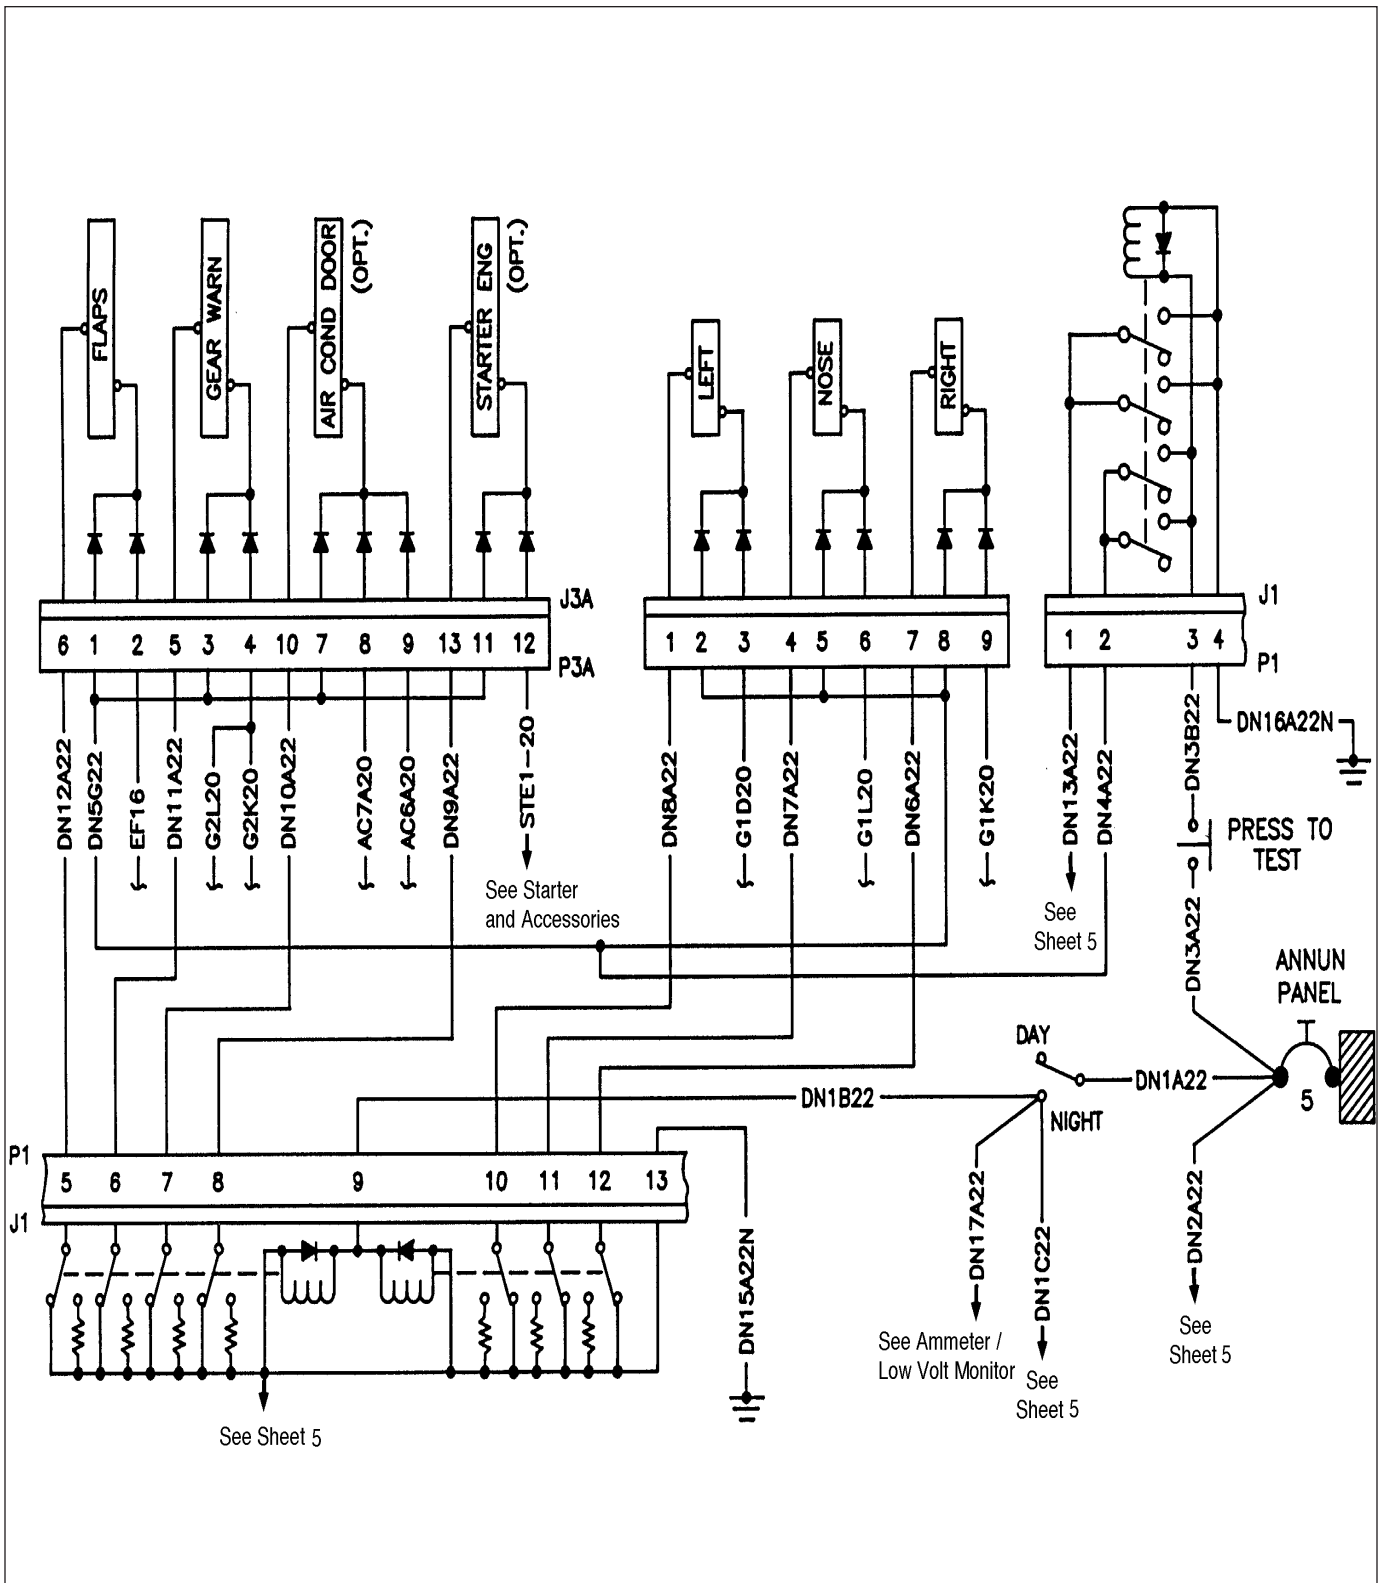 FLAPS
GEAR WARN
AIR COND DOOR
(OPT.)
STARTER ENG
(OPT.)
LEFT
NOSE
RIGHT
J3A
6 1 2 5 3 4 10 7 8 9 13 11 12
P3A
1 2 3 4 5 6 7 8 9
J1
1 2 3 4
P1
DN12A22
DN5G22
EF16
DN11A22
G2L20
G2K20
DN10A22
AC7A20
AC6A20
DN9A22
STE1-20
See Starter
and Accessories
DN8A22
G1D20
DN7A22
G1L20
DN6A22
G1K20
DN13A22
See
Sheet 5
DN4A22
DN3B22
DN16A22N
PRESS TO
TEST
DN3A22
ANNUN
PANEL
5
DAY
DN1A22
NIGHT
DN1B22
DN17A22
See Ammeter /
Low Volt Monitor
DN1C22
See
Sheet 5
DN2A22
See
Sheet 5
P1
5 6 7 8 9 10 11 12 13
J1
DN15A22N
See Sheet 5